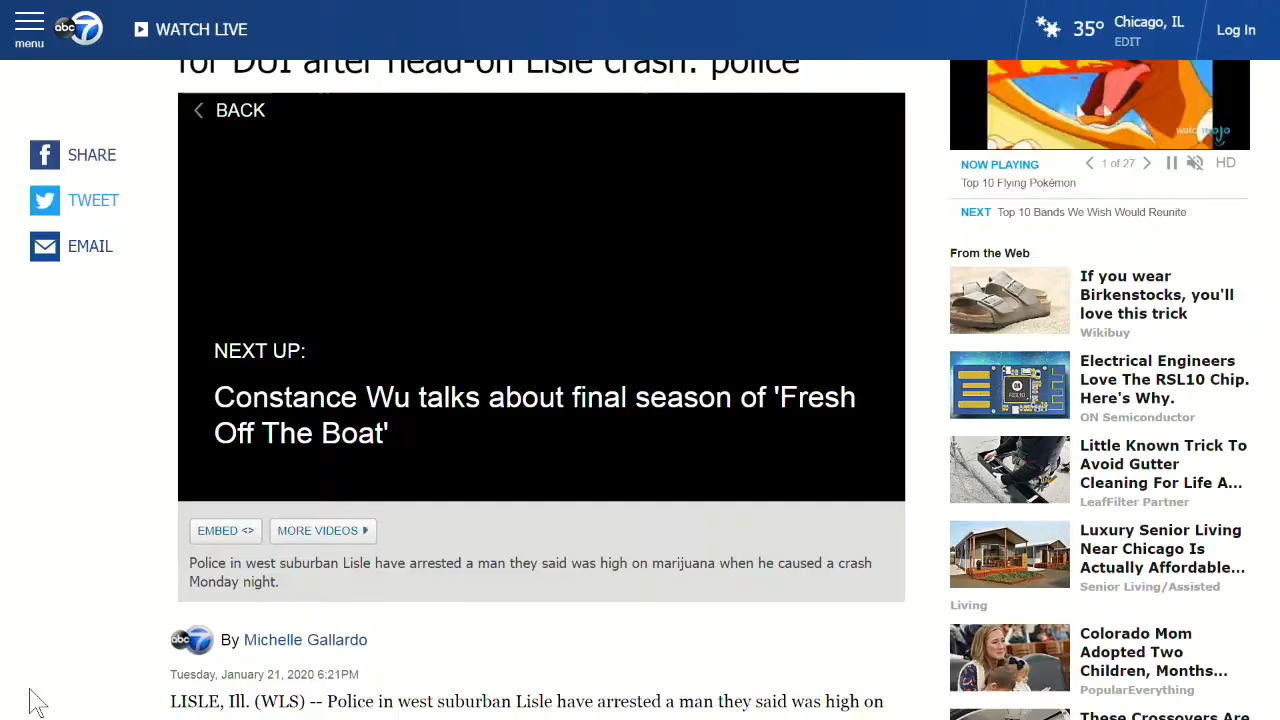 menu
abc 7
WATCH LIVE
35°
Chicago, IL
EDIT
Log In
for DUI after head-on Lisle crash: police
SHARE
TWEET
EMAIL
BACK
NEXT UP:
Constance Wu talks about final season of 'Fresh
Off The Boat'
EMBED <>
MORE VIDEOS
Police in west suburban Lisle have arrested a man they said was high on marijuana when he caused a crash
Monday night.
abc 7
By Michelle Gallardo
Tuesday, January 21, 2020 6:21PM
LISLE, Ill. (WLS) -- Police in west suburban Lisle have arrested a man they said was high on
watchmojo
NOW PLAYING
1 of 27
HD
Top 10 Flying Pokémon
NEXT Top 10 Bands We Wish Would Reunite
From the Web
If you wear
Birkenstocks, you'll
love this trick
Wikibuy
ON
RSL10
Electrical Engineers
Love The RSL10 Chip.
Here's Why.
ON Semiconductor
Little Known Trick To
Avoid Gutter
Cleaning For Life A...
LeafFilter Partner
Luxury Senior Living
Near Chicago Is
Actually Affordable...
Senior Living/Assisted
Living
Colorado Mom
Adopted Two
Children, Months...
PopularEverything
These Crossovers Are